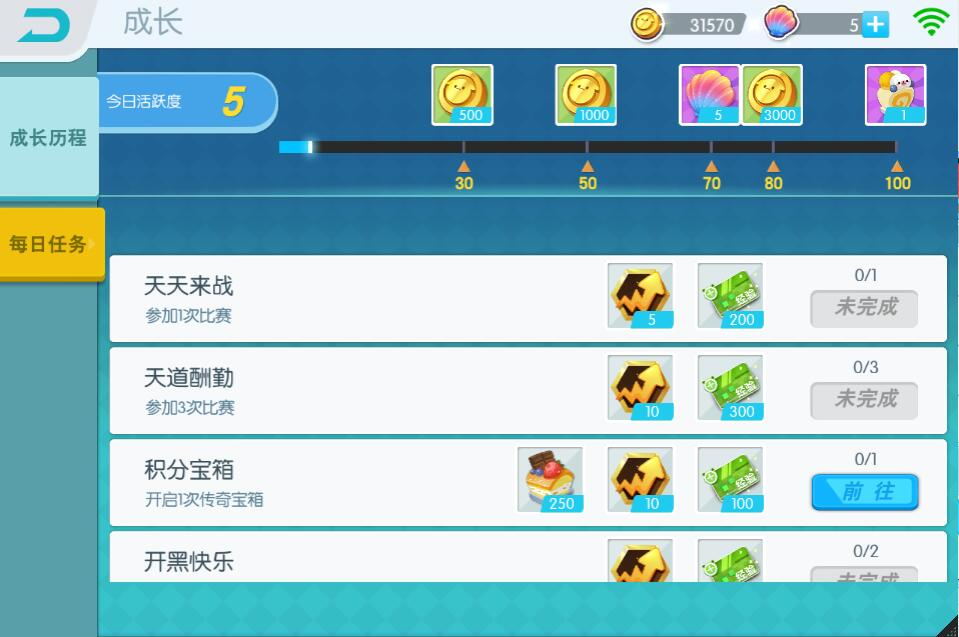 成长
31570
5
成长历程
每日任务
今日活跃度
5
500
1000
5
3000
1
30
50
70
80
100
天天来战
参加1次比赛
5
经验
200
0/1
未完成
天道酬勤
参加3次比赛
10
经验
300
0/3
未完成
积分宝箱
开启1次传奇宝箱
250
10
经验
100
0/1
前往
开黑快乐
经验
0/2
未完成